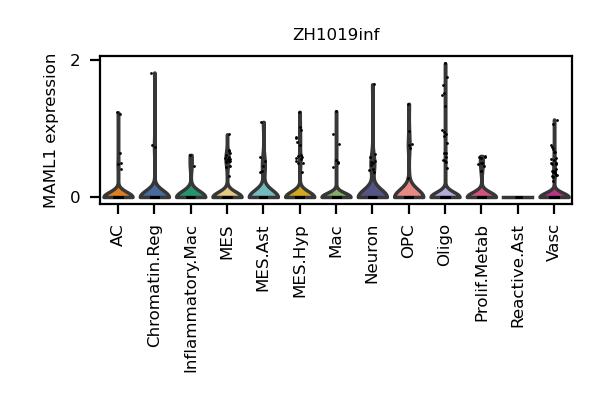 ZH1019inf
MAML1 expression
2
0
AC
Chromatin.Reg
Inflammatory.Mac
MES
MES.Ast
MES.Hyp
Mac
Neuron
OPC
Oligo
Prolif.Metab
Reactive.Ast
Vasc